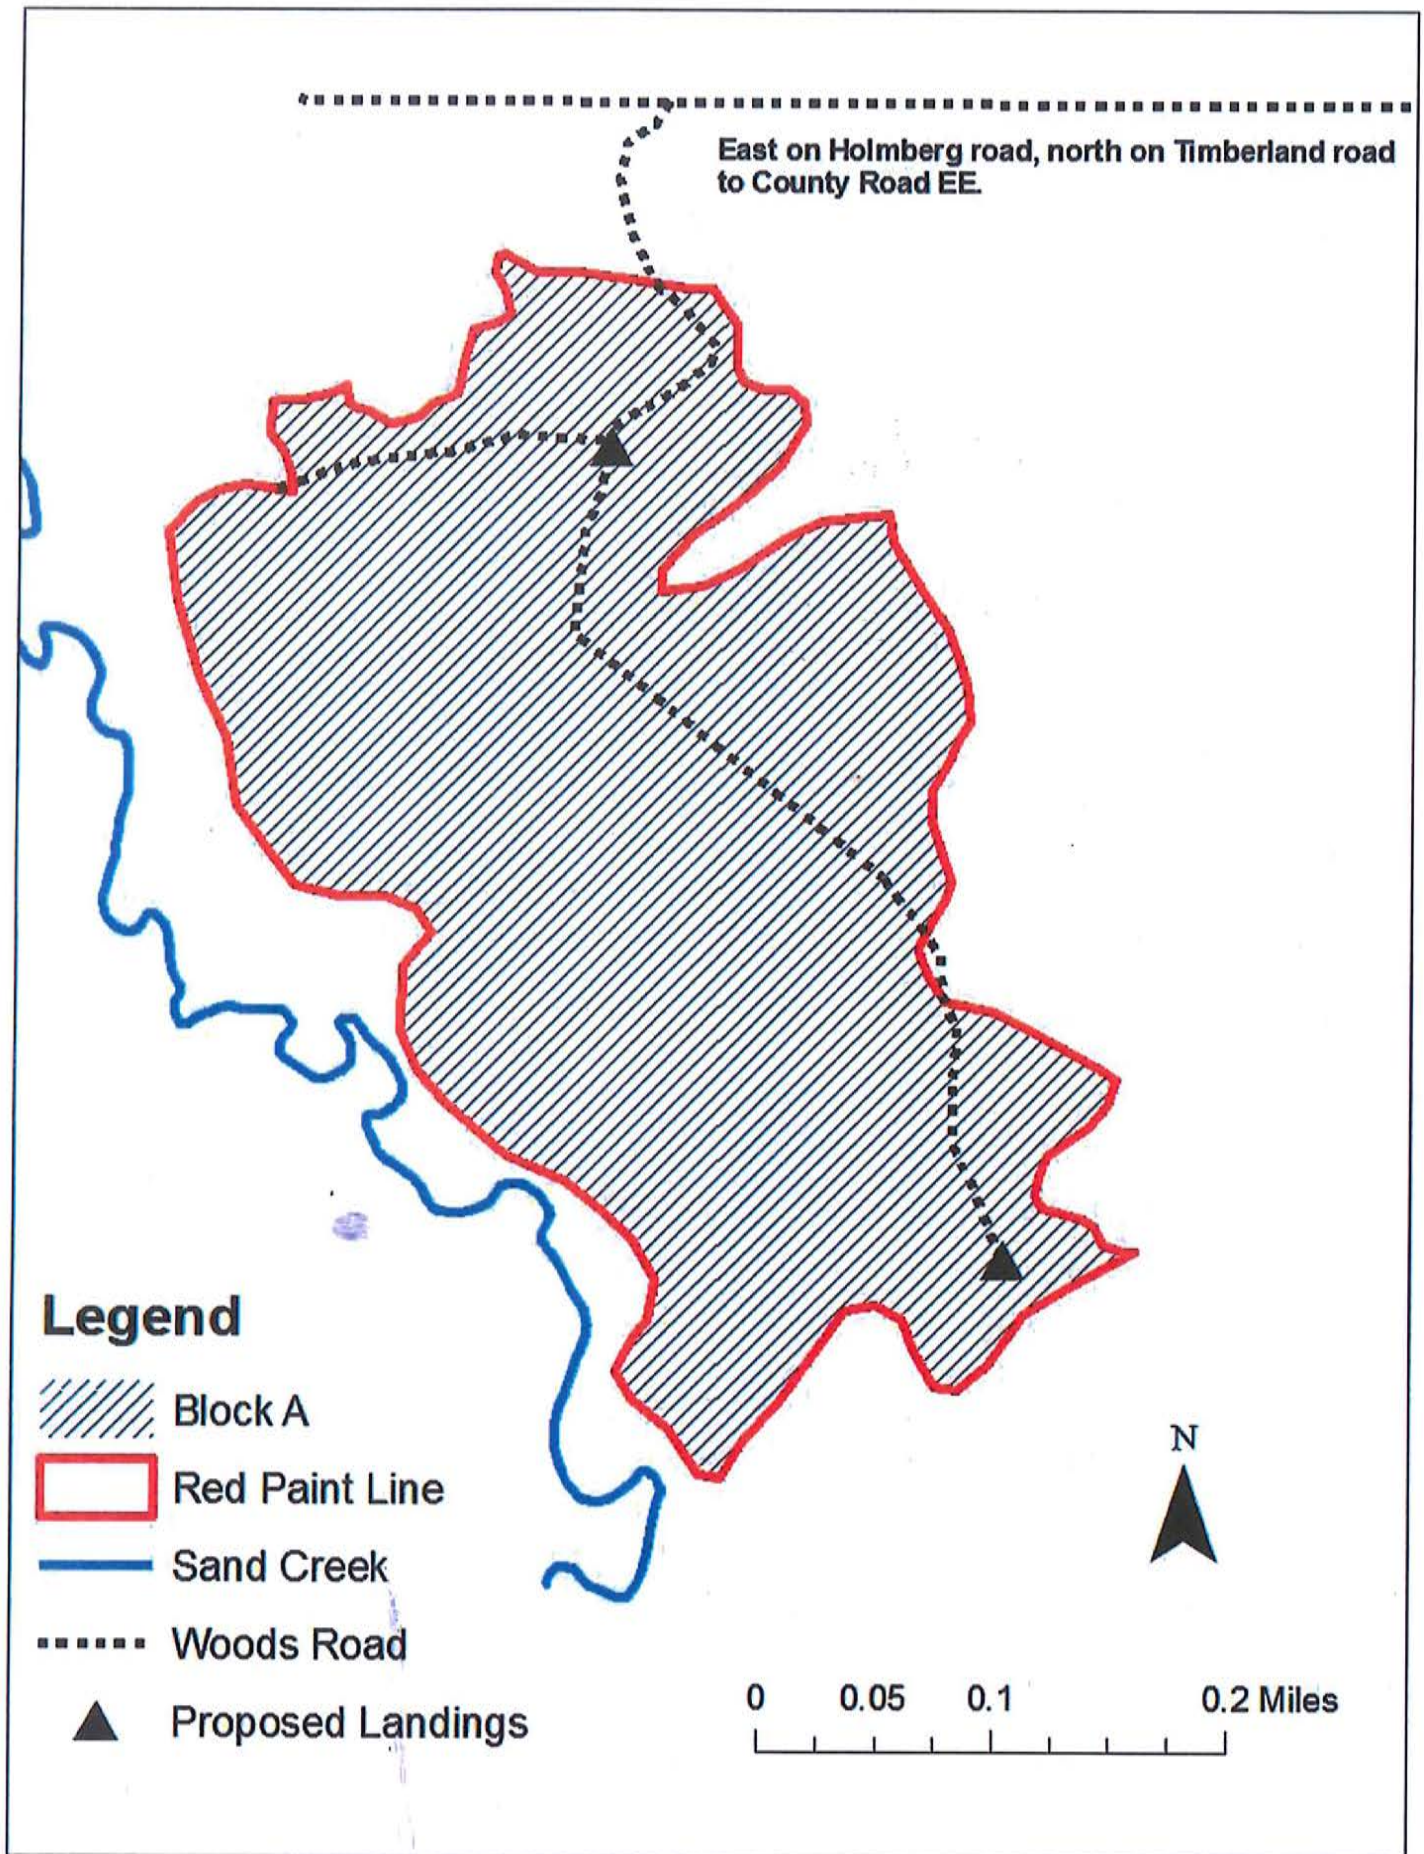 East on Holmberg road, north on Timberland road
to County Road EE.
Legend
Block A
Red Paint Line
Sand Creek
Woods Road
Proposed Landings
N
0 0.05 0.1 0.2 Miles